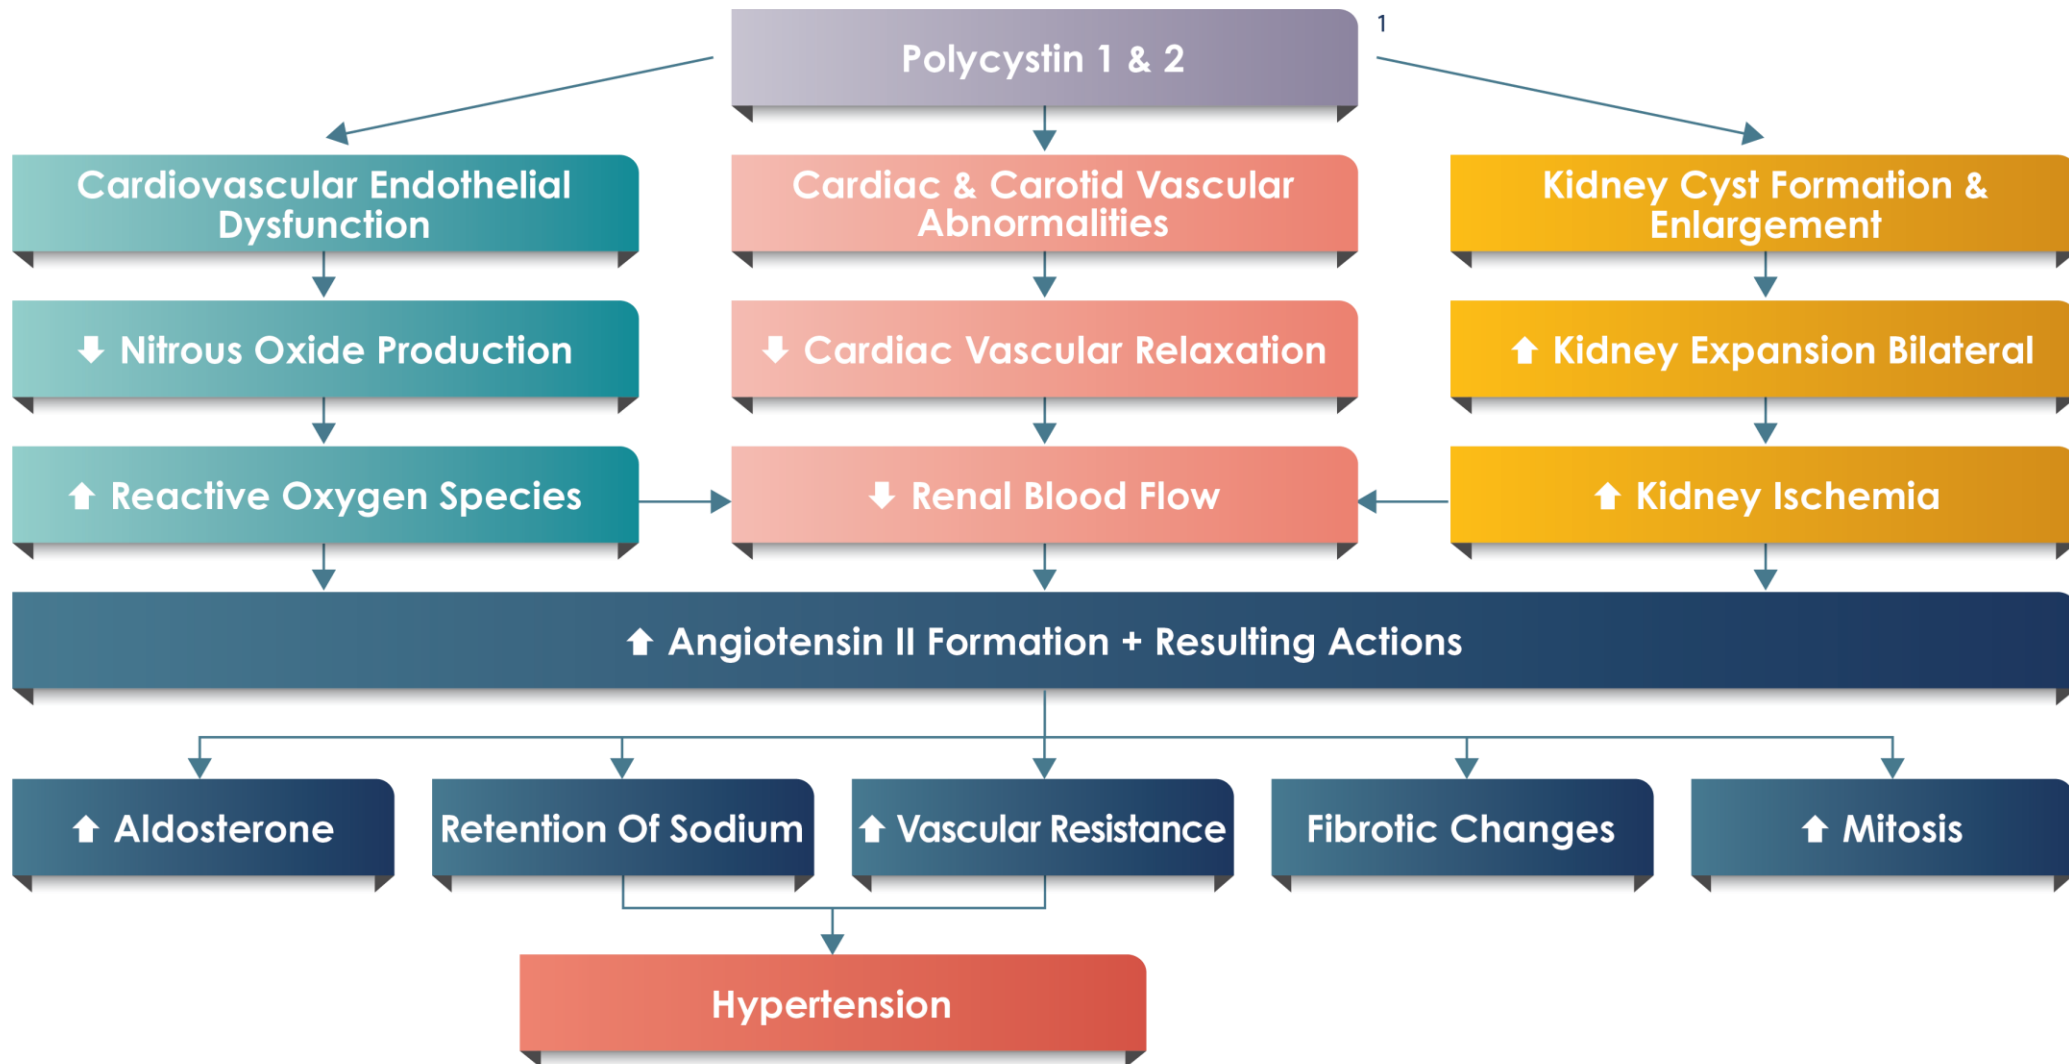 Polycystin 1 & 2
1
Cardiovascular Endothelial
Dysfunction
Cardiac & Carotid Vascular
Abnormalities
Kidney Cyst Formation &
Enlargement
Nitrous Oxide Production
Cardiac Vascular Relaxation
Kidney Expansion Bilateral
Reactive Oxygen Species
Renal Blood Flow
Kidney Ischemia
Angiotensin II Formation + Resulting Actions
Aldosterone
Retention Of Sodium
Vascular Resistance
Fibrotic Changes
Mitosis
Hypertension